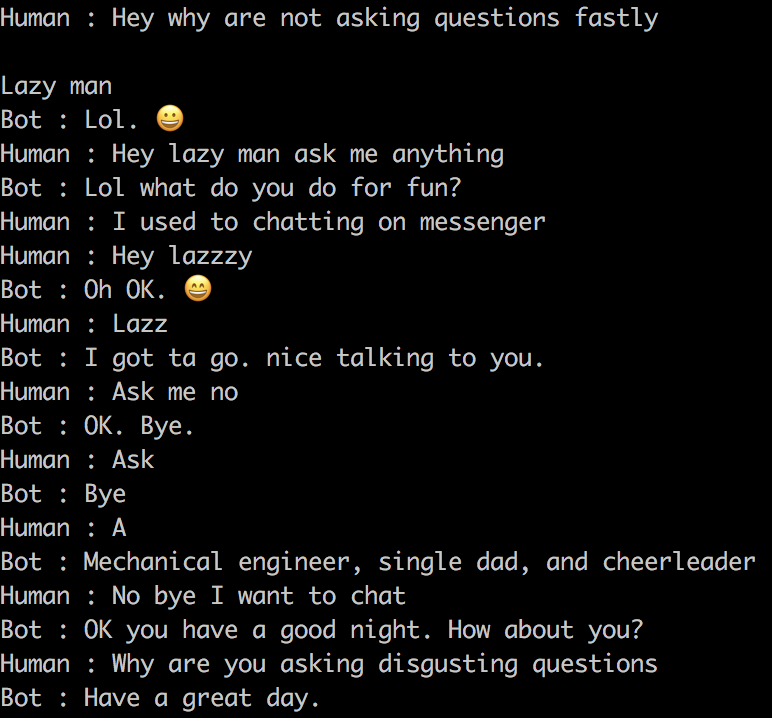 Human : Hey why are not asking questions fastly
Lazy man
Bot : Lol. 😀
Human : Hey lazy man ask me anything
Bot : Lol what do you do for fun?
Human : I used to chatting on messenger
Human : Hey lazzzy
Bot : Oh OK. 😄
Human : Lazz
Bot : I got ta go. nice talking to you.
Human : Ask me no
Bot : OK. Bye.
Human : Ask
Bot : Bye
Human : A
Bot : Mechanical engineer, single dad, and cheerleader
Human : No bye I want to chat
Bot : OK you have a good night. How about you?
Human : Why are you asking disgusting questions
Bot : Have a great day.